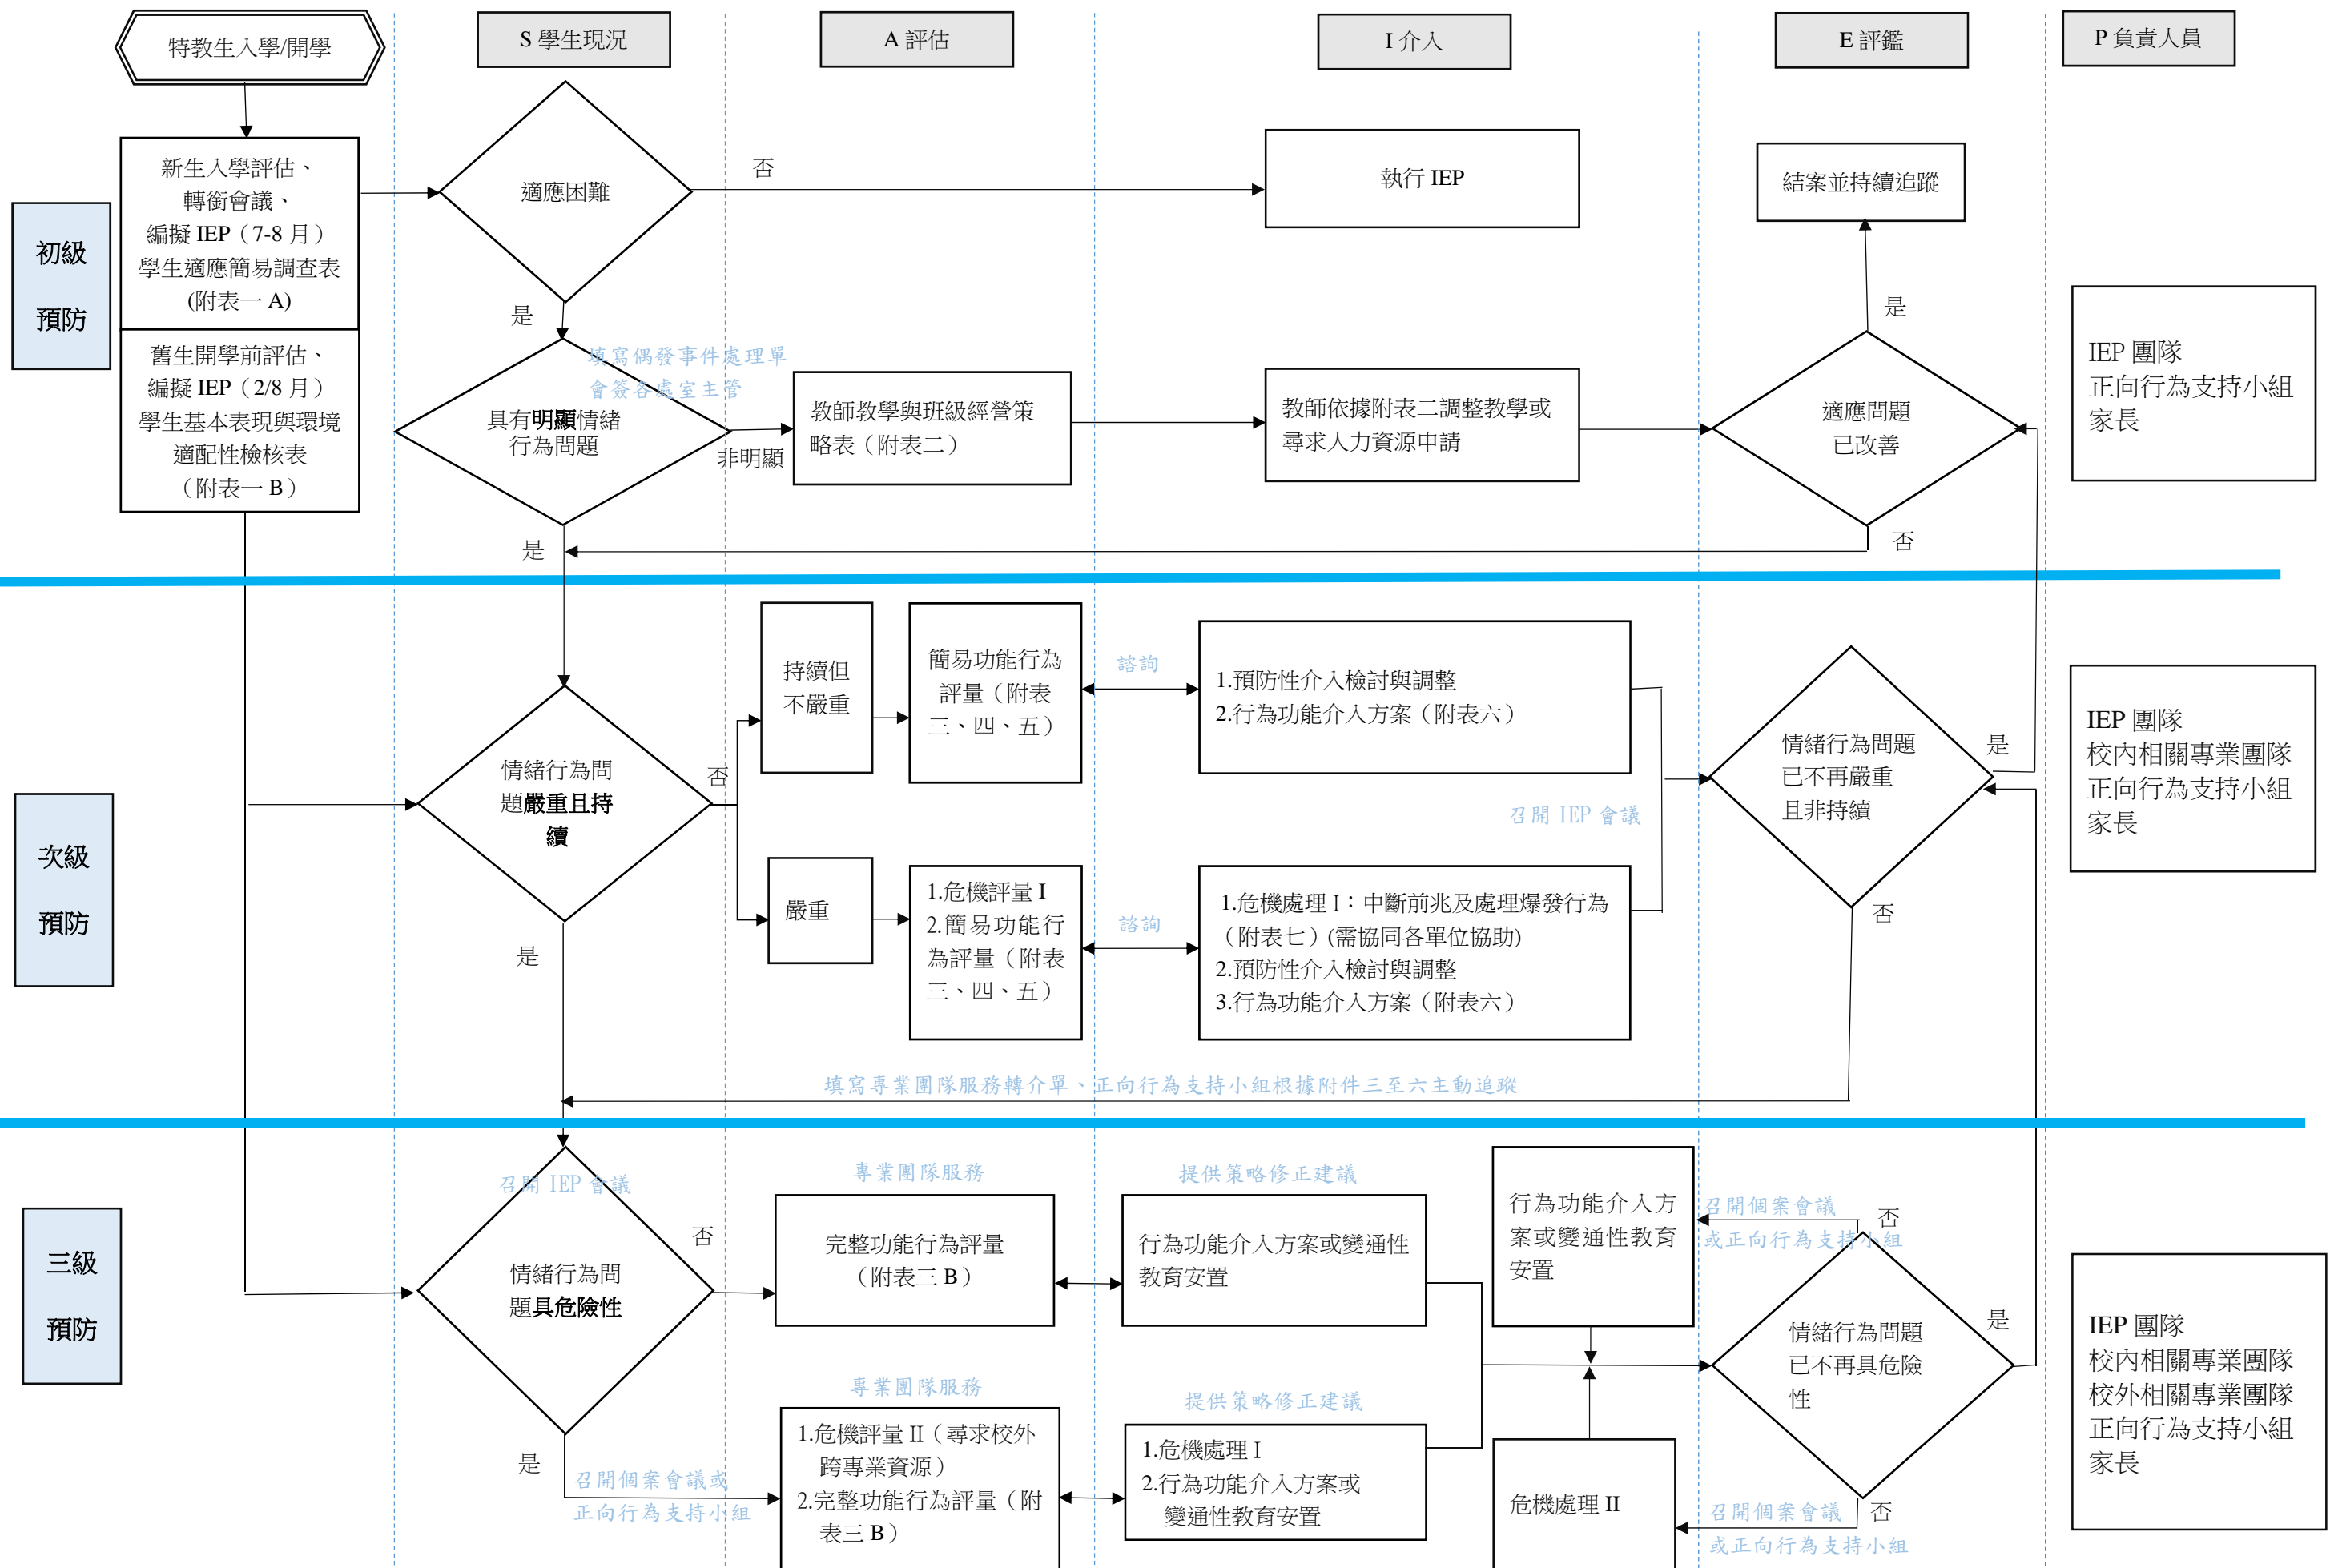 特教生入學/開學
S 學生現況
A 評估
I 介入
E 評鑑
P 負責人員
初級
預防
新生入學評估、
轉銜會議、
編擬 IEP（7-8 月）
學生適應簡易調查表
(附表一 A)
舊生開學前評估、
編擬 IEP（2/8 月）
學生基本表現與環境
適配性檢核表
（附表一 B）
適應困難
否
執行 IEP
結案並持續追蹤
是
是
填寫偶發事件處理單
會簽各處室主管
具有明顯情緒
行為問題
非明顯
教師教學與班級經營策
略表（附表二）
教師依據附表二調整教學或
尋求人力資源申請
適應問題
已改善
IEP 團隊
正向行為支持小組
家長
是
否
次級
預防
情緒行為問
題嚴重且持
續
否
持續但
不嚴重
簡易功能行為
評量（附表
三、四、五）
諮詢
1.預防性介入檢討與調整
2.行為功能介入方案（附表六）
召開 IEP 會議
情緒行為問題
已不再嚴重
且非持續
是
IEP 團隊
校內相關專業團隊
正向行為支持小組
家長
嚴重
1.危機評量 I
2.簡易功能行
為評量（附表
三、四、五）
諮詢
1.危機處理 I：中斷前兆及處理爆發行為
（附表七）(需協同各單位協助)
2.預防性介入檢討與調整
3.行為功能介入方案（附表六）
否
是
填寫專業團隊服務轉介單、正向行為支持小組根據附件三至六主動追蹤
三級
預防
召開 IEP 會議
情緒行為問
題具危險性
否
專業團隊服務
完整功能行為評量
（附表三 B）
提供策略修正建議
行為功能介入方案或變通性
教育安置
行為功能介入方
案或變通性教育
安置
召開個案會議
或正向行為支持小組
否
情緒行為問題
已不再具危險
性
是
IEP 團隊
校內相關專業團隊
校外相關專業團隊
正向行為支持小組
家長
是
召開個案會議或
正向行為支持小組
專業團隊服務
1.危機評量 II（尋求校外
跨專業資源）
2.完整功能行為評量（附
表三 B）
提供策略修正建議
1.危機處理 I
2.行為功能介入方案或
變通性教育安置
危機處理 II
召開個案會議
或正向行為支持小組
否